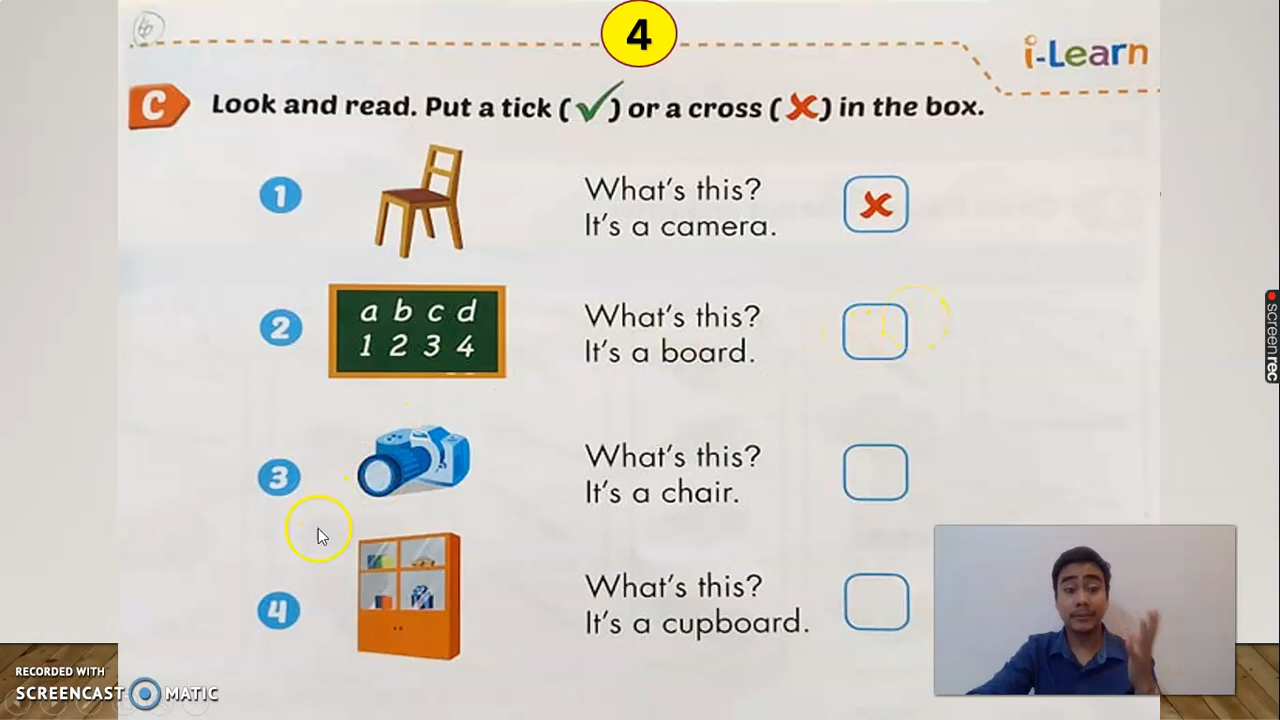 4
i-Learn
C Look and read. Put a tick (✓) or a cross (✗) in the box.
1 What's this?
It's a camera.
2 a b c d What's this?
1 2 3 4 It's a board.
3 What's this?
It's a chair.
4 What's this?
It's a cupboard.
screenrec
RECORDED WITH
SCREENCAST MATIC